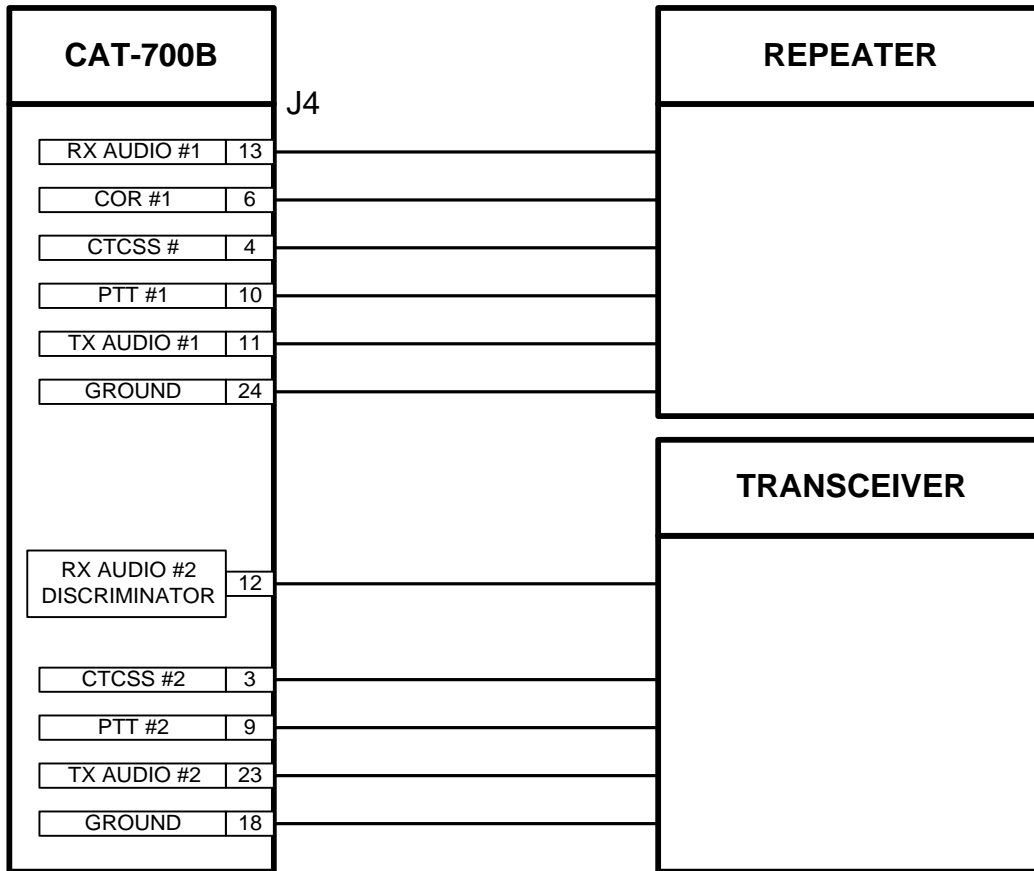 CAT-700B
REPEATER
J4
RX AUDIO #1 13
COR #1 6
CTCSS # 4
PTT #1 10
TX AUDIO #1 11
GROUND 24
TRANSCEIVER
RX AUDIO #2
DISCRIMINATOR 12
CTCSS #2 3
PTT #2 9
TX AUDIO #2 23
GROUND 18